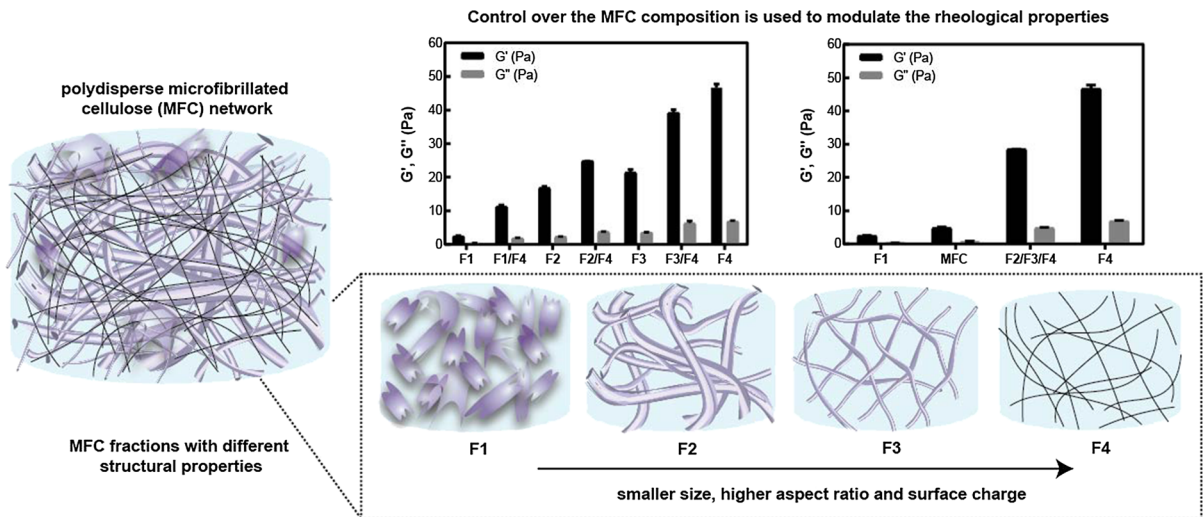 Control over the MFC composition is used to modulate the rheological properties
polydisperse microfibrillated
cellulose (MFC) network
G', G'' (Pa)
60
50
40
30
20
10
0
G' (Pa)
G'' (Pa)
F1 F1/F4 F2 F2/F4 F3 F3/F4 F4
G', G'' (Pa)
60
50
40
30
20
10
0
G' (Pa)
G'' (Pa)
F1 MFC F2/F3/F4 F4
MFC fractions with different
structural properties
F1 F2 F3 F4
smaller size, higher aspect ratio and surface charge